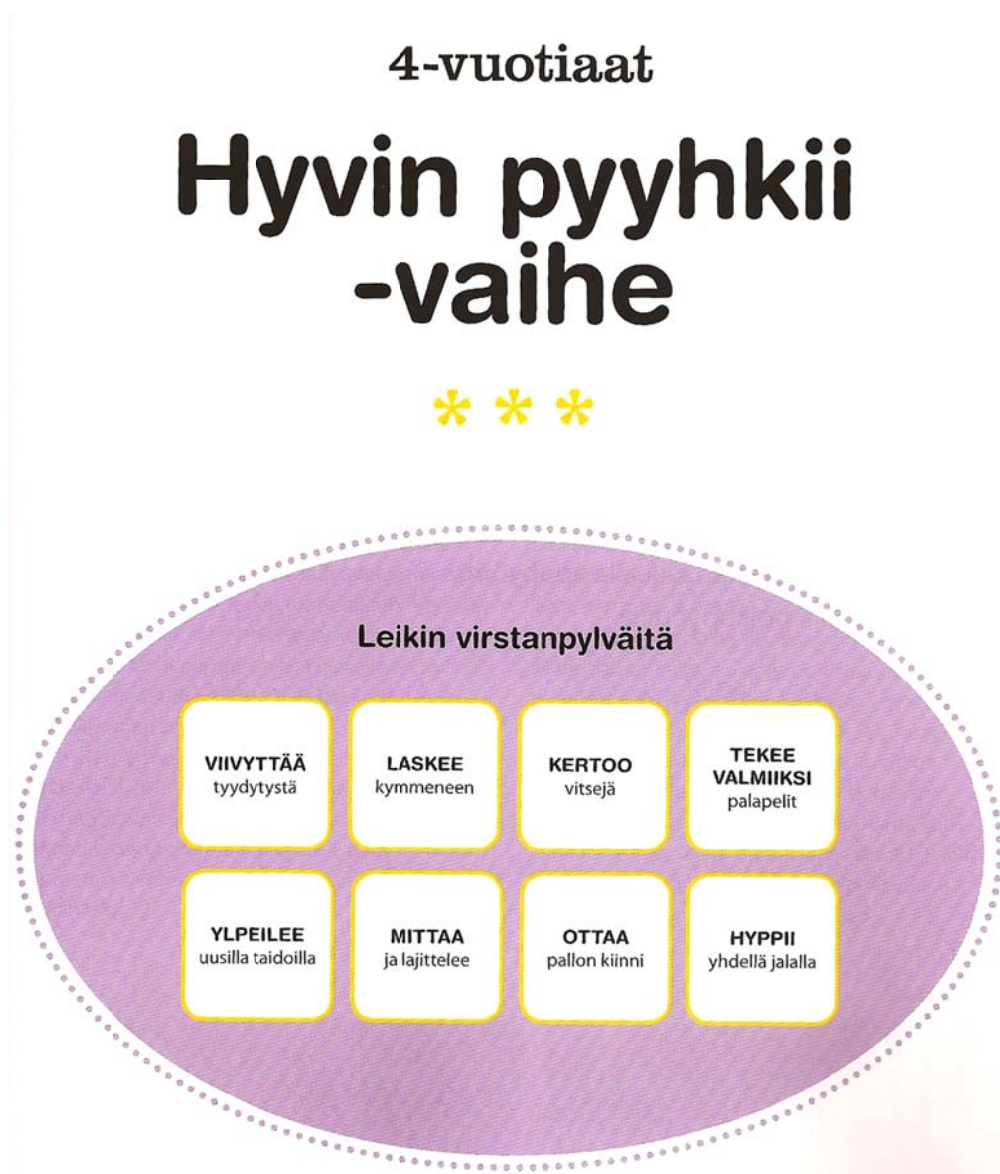 4-vuotiaat
Hyvin pyyhkii
-vaihe
* * *
Leikin virstanpylväitä
VIIVYTTÄÄ
tyydytystä
LASKEE
kymmeneen
KERTOO
vitsejä
TEKEE
VALMIIKSI
palapelit
YLPEILEE
uusilla taidoilla
MITTAA
ja lajittelee
OTTAA
pallon kiinni
HYPPII
yhdellä jalalla